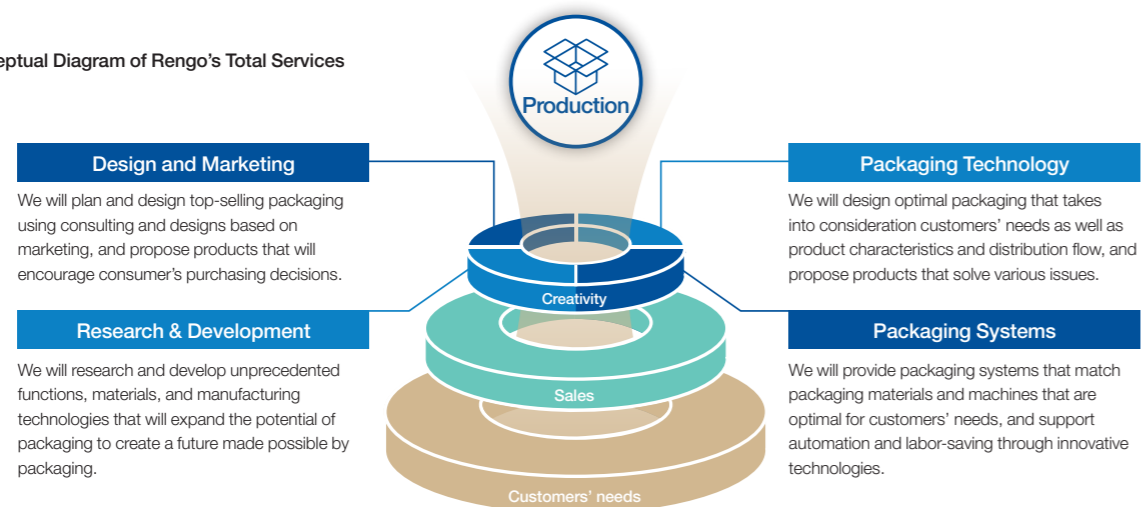 eptual Diagram of Rengo's Total Services
Production
Design and Marketing
We will plan and design top-selling packaging
using consulting and designs based on
marketing, and propose products that will
encourage consumer's purchasing decisions.
Packaging Technology
We will design optimal packaging that takes
into consideration customers' needs as well as
product characteristics and distribution flow, and
propose products that solve various issues.
Research & Development
We will research and develop unprecedented
functions, materials, and manufacturing
technologies that will expand the potential of
packaging to create a future made possible by
packaging.
Packaging Systems
We will provide packaging systems that match
packaging materials and machines that are
optimal for customers' needs, and support
automation and labor-saving through innovative
technologies.
Creativity
Sales
Customers' needs